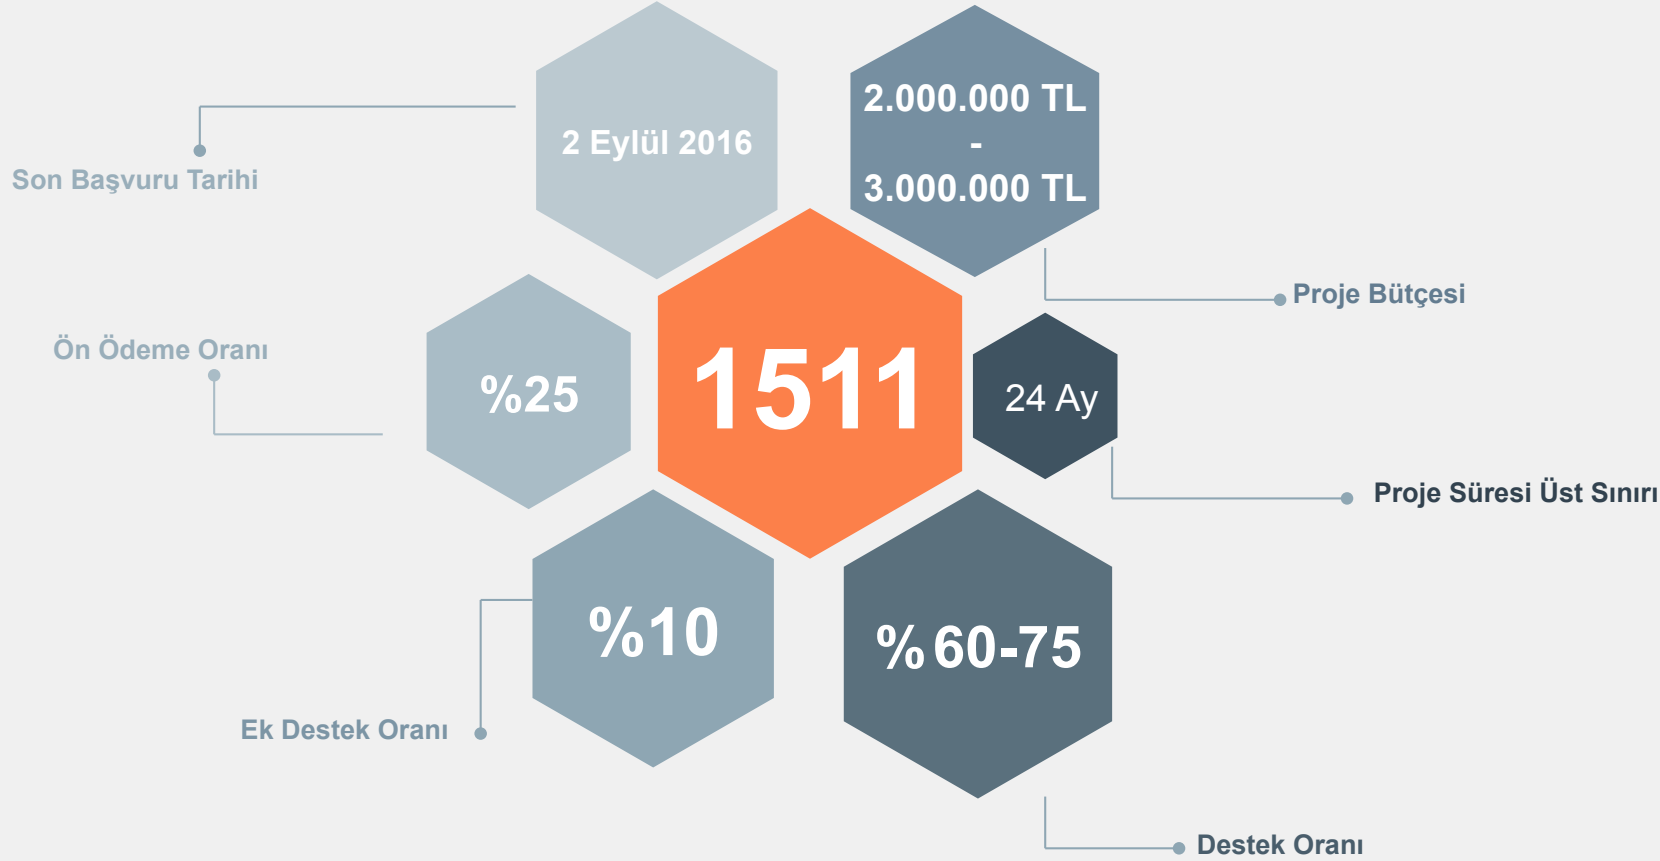 2 Eylül 2016
2.000.000 TL
-
3.000.000 TL
Son Başvuru Tarihi
Proje Bütçesi
Ön Ödeme Oranı
%25
1511
24 Ay
Proje Süresi Üst Sınırı
%10
%60-75
Ek Destek Oranı
Destek Oranı